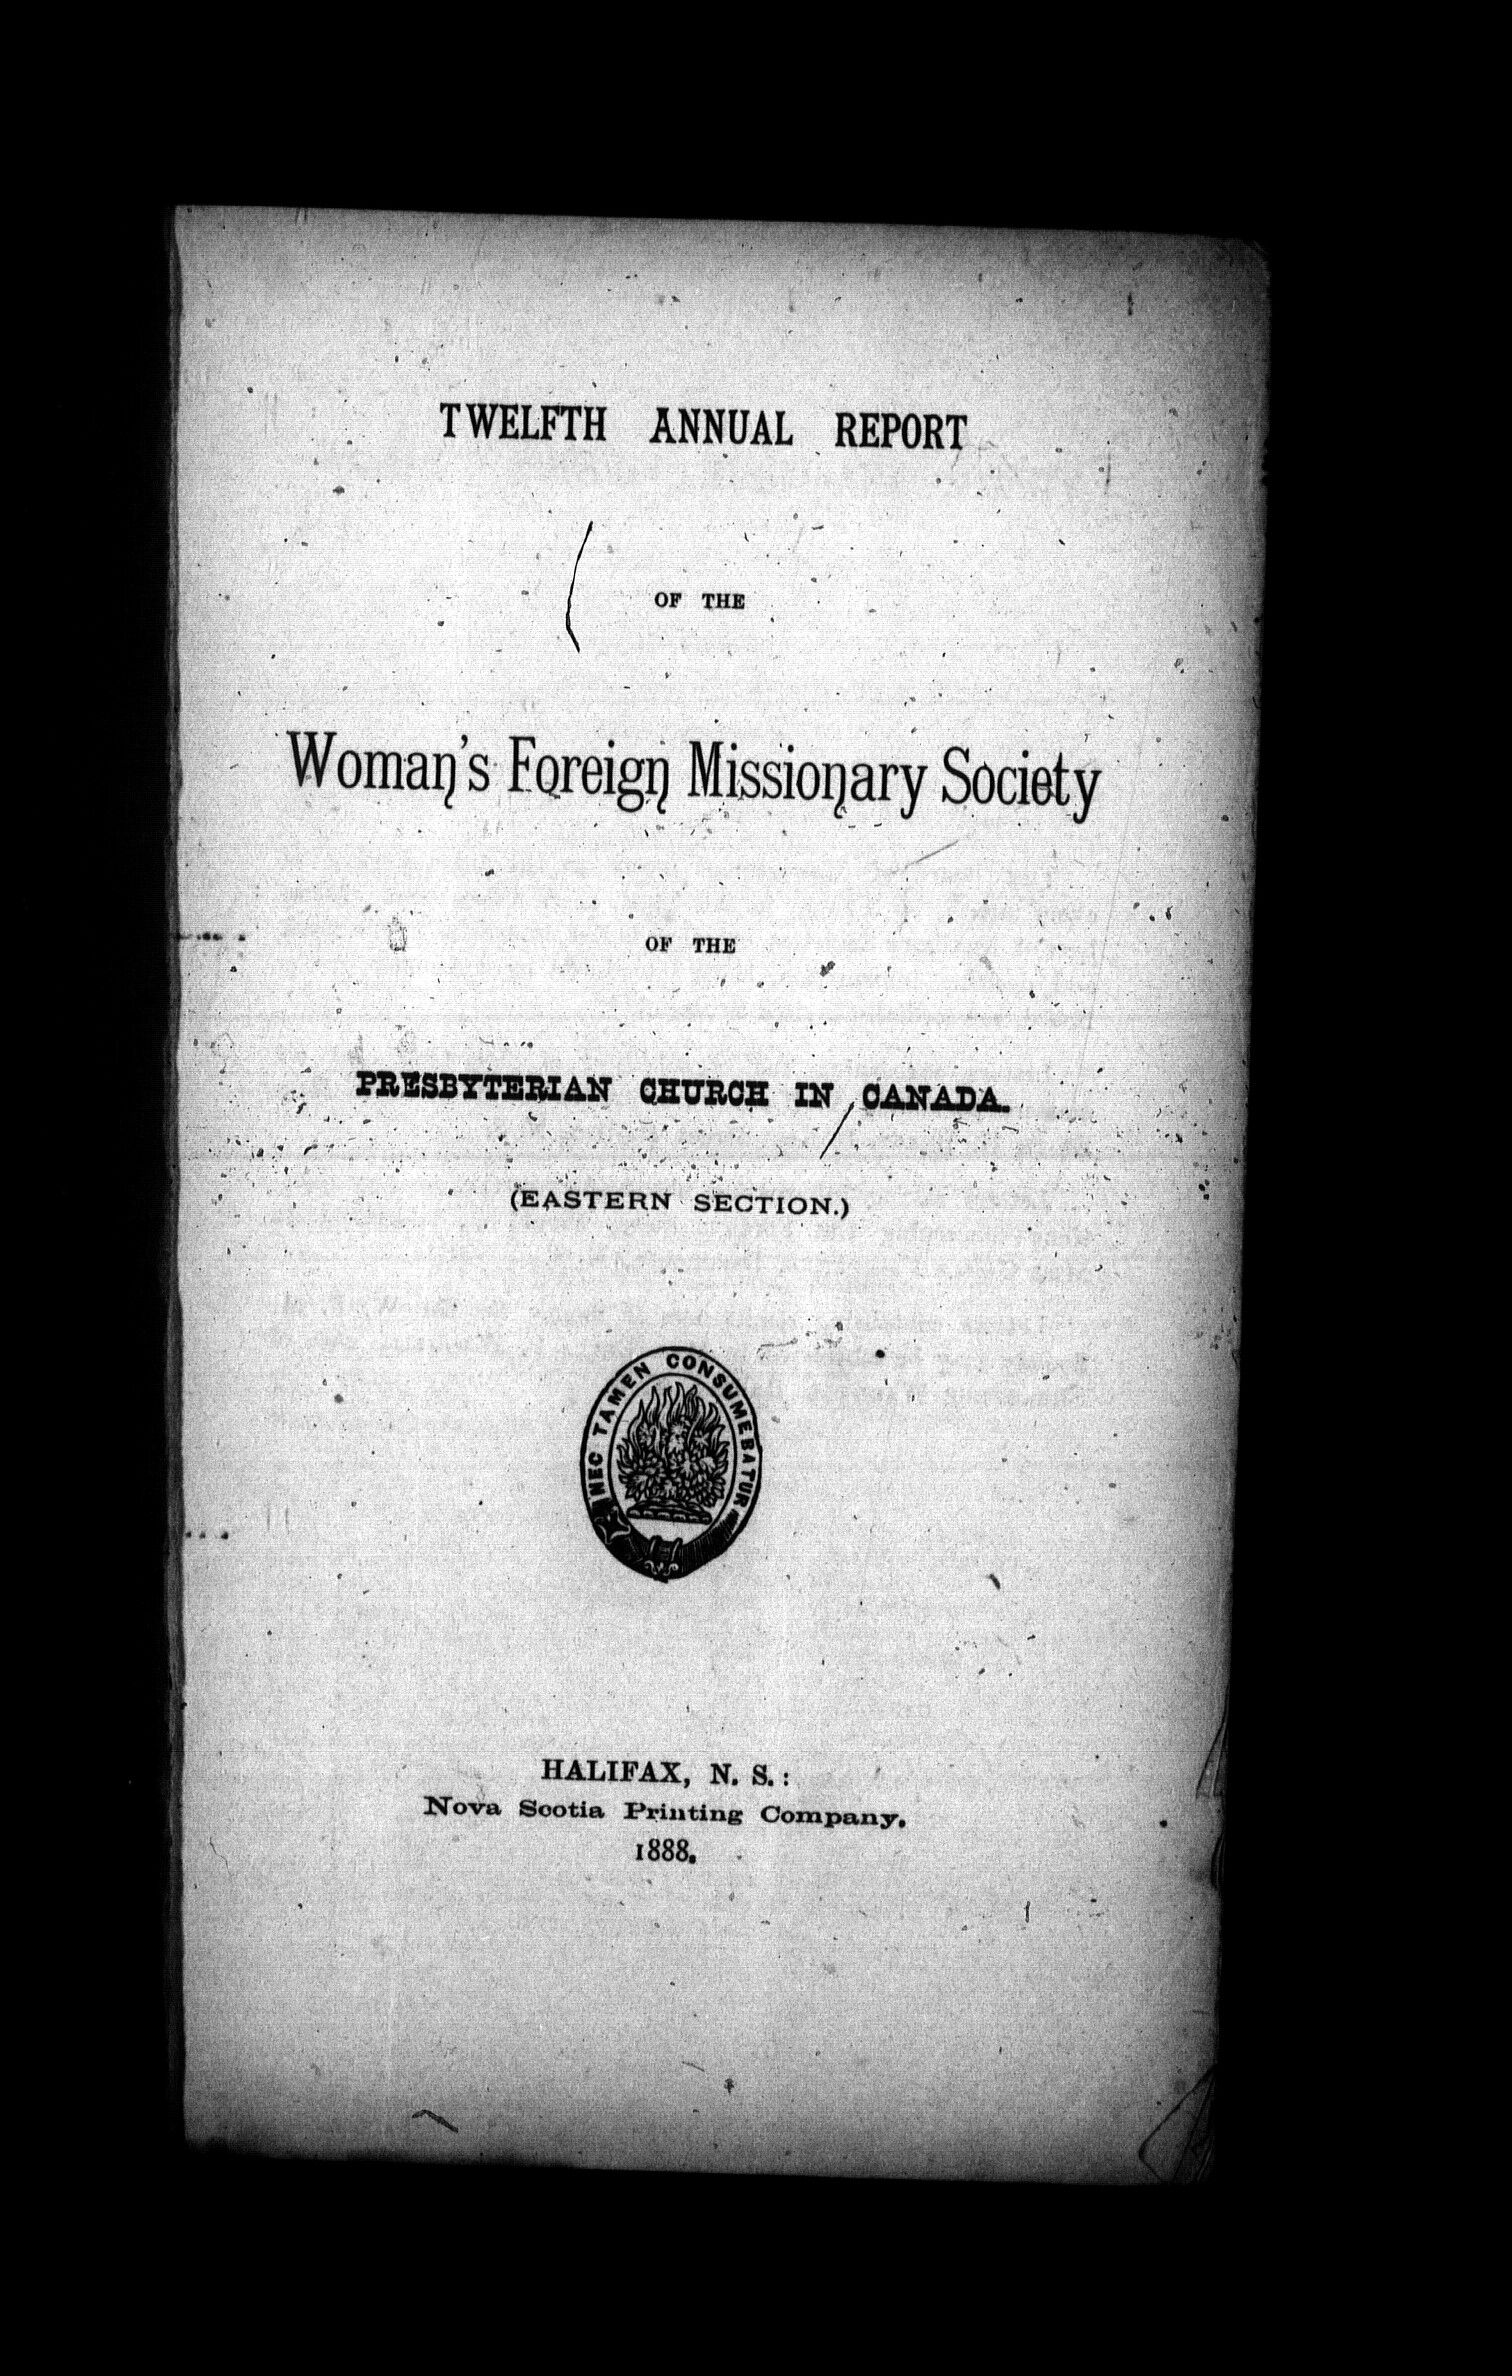 TWELFTH ANNUAL REPORT
OF THE
Woman's Foreign Missionary Society
OF THE
PRESBYTERIAN CHURCH IN CANADA.
(EASTERN SECTION.)
NEC TAMEN CONSUMEBATUR
HALIFAX, N. S.:
Nova Scotia Printing Company.
1888.